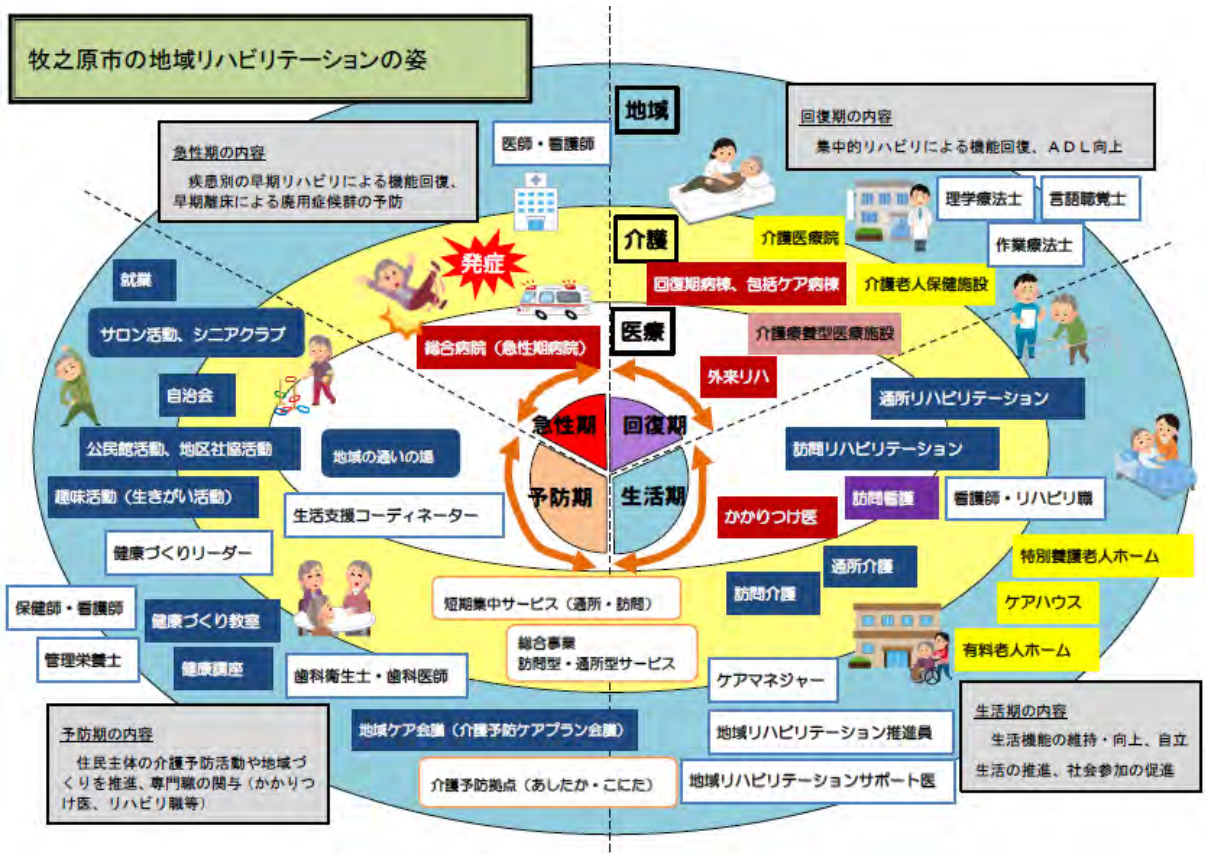 牧之原市の地域リハビリテーションの姿
地域
急性期の内容
疾患別の早期リハビリによる機能回復、
早期離床による廃用症候群の予防
医師・看護師
回復期の内容
集中的リハビリによる機能回復、ADL向上
理学療法士
言語聴覚士
作業療法士
介護
介護医療院
発症
回復期病棟、包括ケア病棟
介護老人保健施設
就業
サロン活動、シニアクラブ
医療
総合病院（急性期病院）
介護療養型医療施設
外来リハ
自治会
通所リハビリテーション
急性期
回復期
公民館活動、地区社協活動
地域の通いの場
訪問リハビリテーション
予防期
生活期
趣味活動（生きがい活動）
生活支援コーディネーター
かかりつけ医
訪問看護
看護師・リハビリ職
健康づくりリーダー
特別養護老人ホーム
通所介護
訪問介護
短期集中サービス（通所・訪問）
ケアハウス
保健師・看護師
健康づくり教室
総合事業
訪問型・通所型サービス
有料老人ホーム
管理栄養士
健康講座
歯科衛生士・歯科医師
ケアマネジャー
地域ケア会議（介護予防ケアプラン会議）
地域リハビリテーション推進員
介護予防拠点（あしたか・こにた）
地域リハビリテーションサポート医
予防期の内容
住民主体の介護予防活動や地域づ
くりを推進、専門職の関与（かかりつ
け医、リハビリ職等）
生活期の内容
生活機能の維持・向上、自立
生活の推進、社会参加の促進